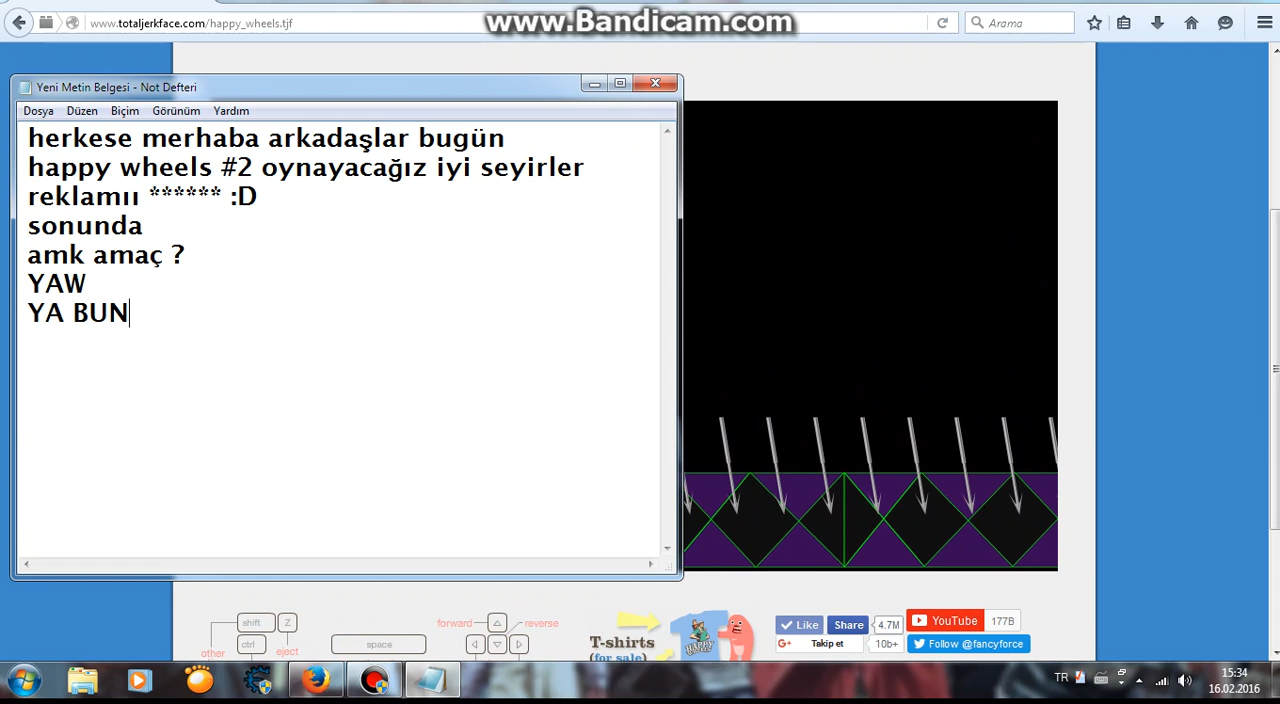 www.Bandicam.com
www.totaljerkface.com/happy_wheels.tjf
Arama
Yeni Metin Belgesi - Not Defteri
Dosya Düzen Biçim Görünüm Yardım
herkese merhaba arkadaşlar bugün
happy wheels #2 oynayacağız iyi seyirler
reklamıı ****** :D
sonunda
amk amaç ?
YAW
YA BUN
shift Z
ctrl
other eject
space
forward reverse
T-shirts
(for sale)
Like Share 4.7M
YouTube 177B
Takip et 10b+
Follow @fancyforce
TR
15:34
16.02.2016